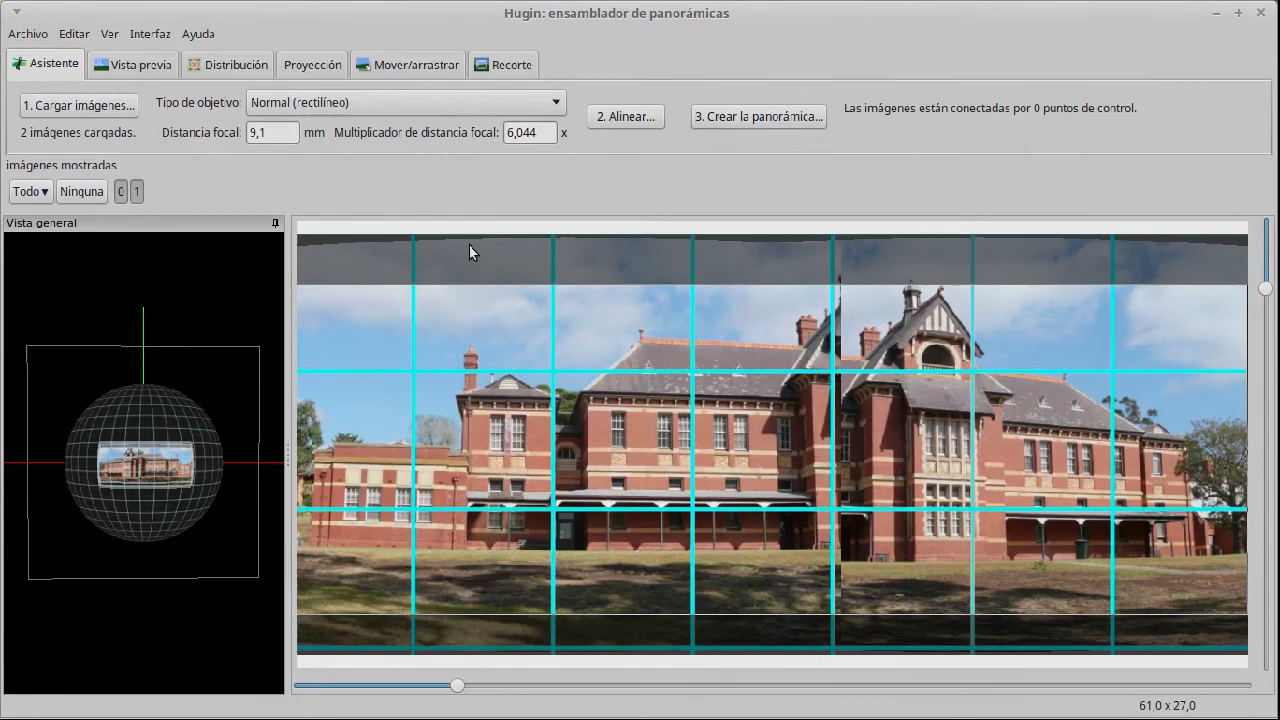 Hugin: ensamblador de panorámicas
Archivo Editar Ver Interfaz Ayuda
Asistente Vista previa Distribución Proyección Mover/arrastrar Recorte
1. Cargar imágenes... Tipo de objetivo: Normal (rectilíneo) 2. Alinear... 3. Crear la panorámica... Las imágenes están conectadas por 0 puntos de control.
2 imágenes cargadas. Distancia focal: 9,1 mm Multiplicador de distancia focal: 6,044 x
imágenes mostradas
Todo Ninguna 0 1
Vista general
61,0 x 27,0